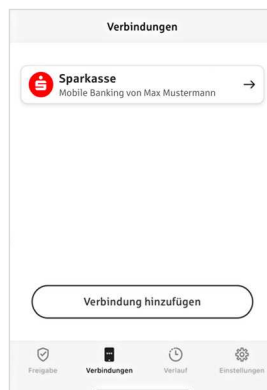 Verbindungen
Sparkasse
Mobile Banking von Max Mustermann
Verbindung hinzufügen
Freigabe
Verbindungen
Verlauf
Einstellungen